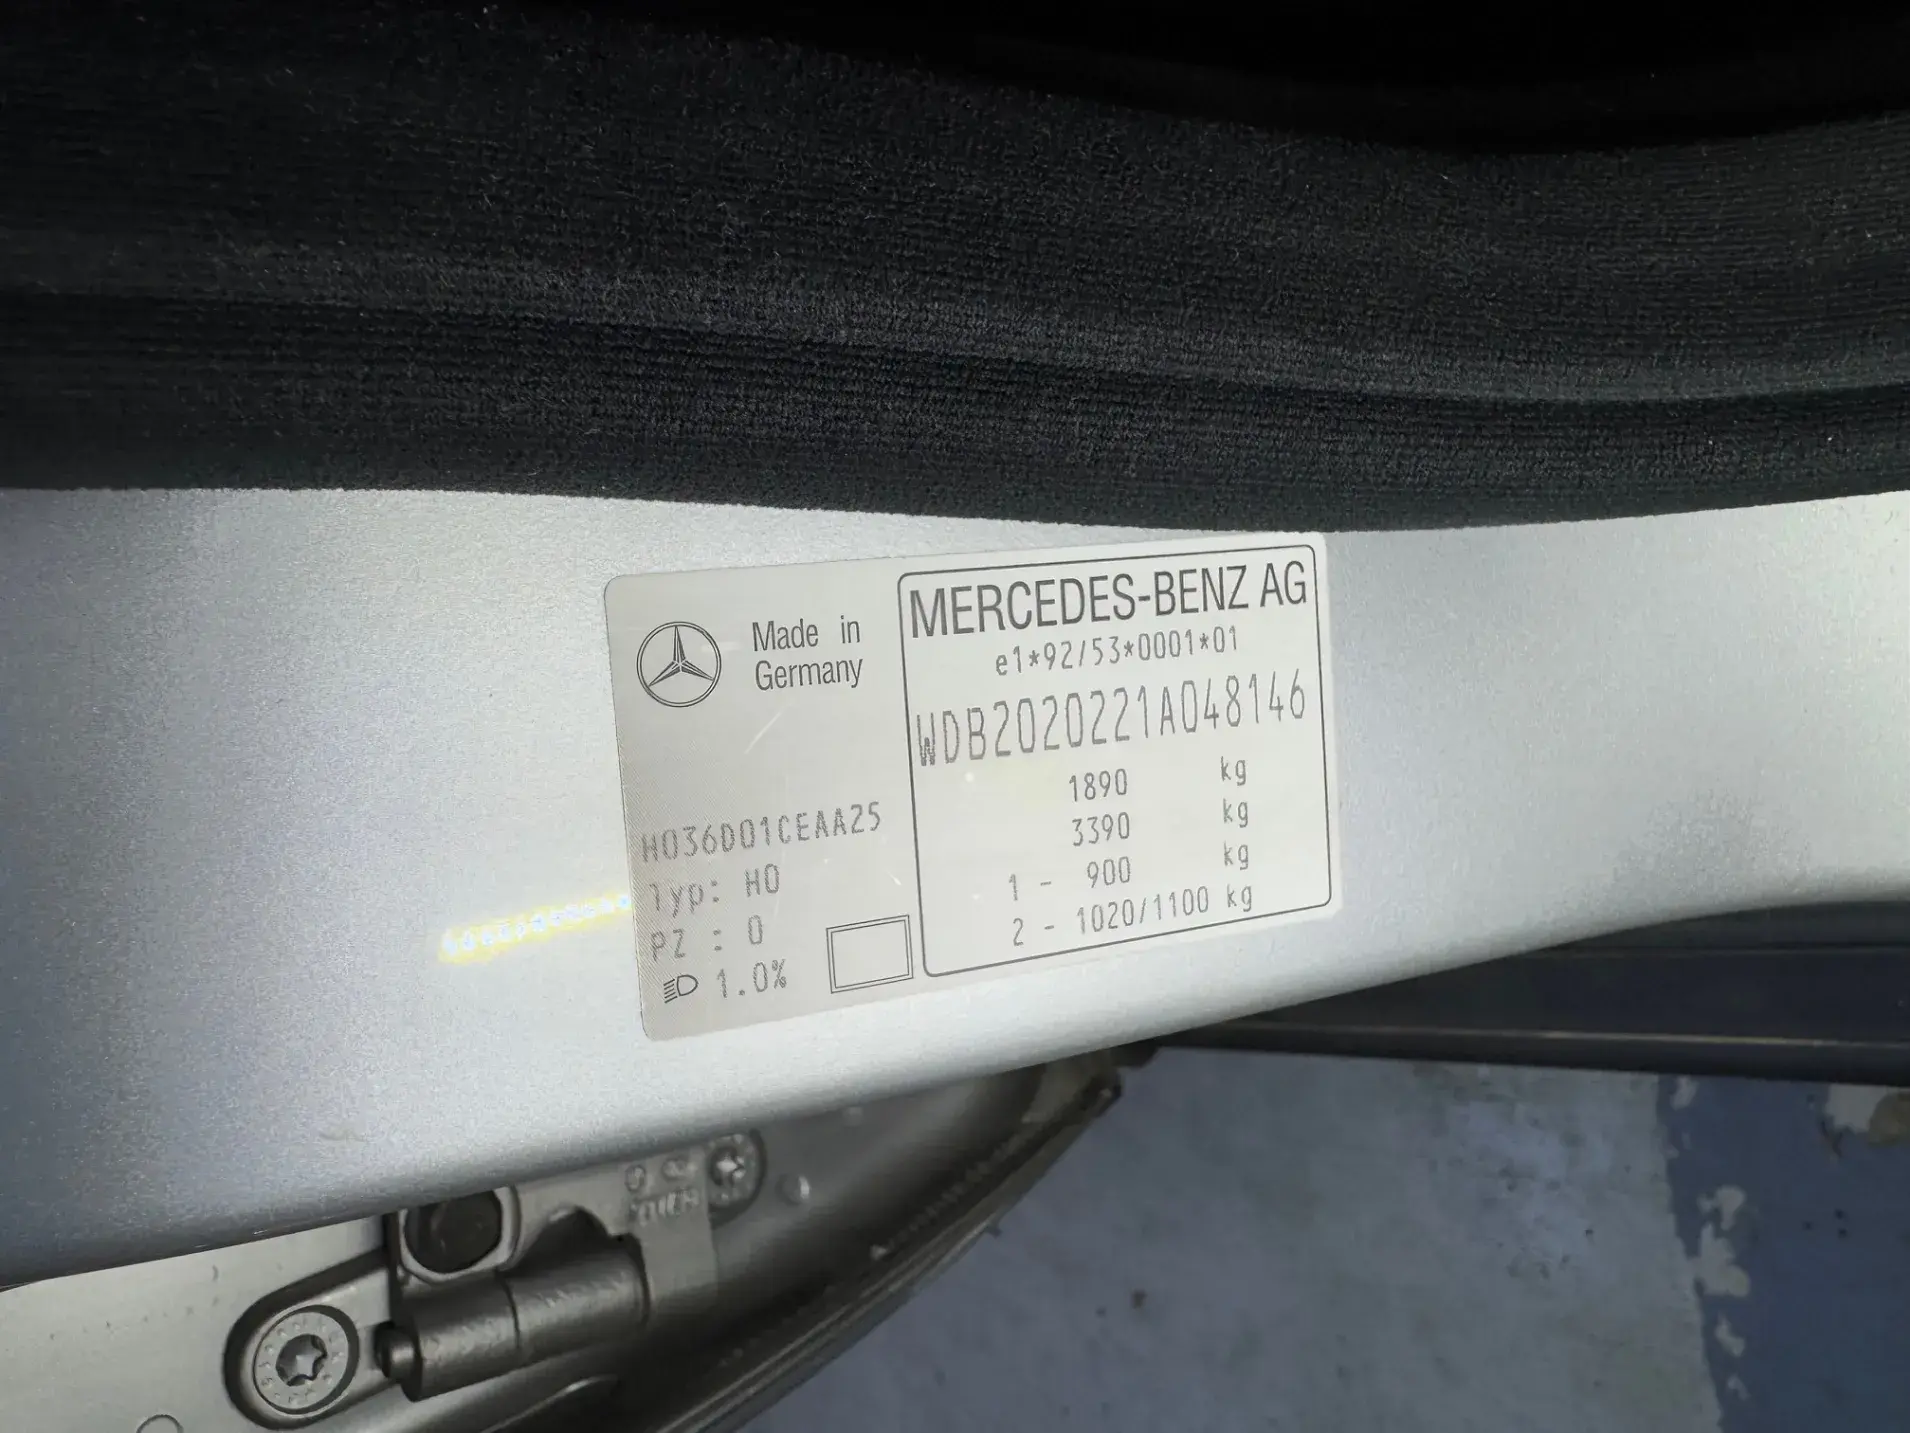 Made in
Germany
H036D01CEAA25
Typ: H0
PZ : 0
1.0%
MERCEDES-BENZ AG
e1*92/53*0001*01
WDB2020221A048146
1890 kg
3390 kg
1 - 900 kg
2 - 1020/1100 kg